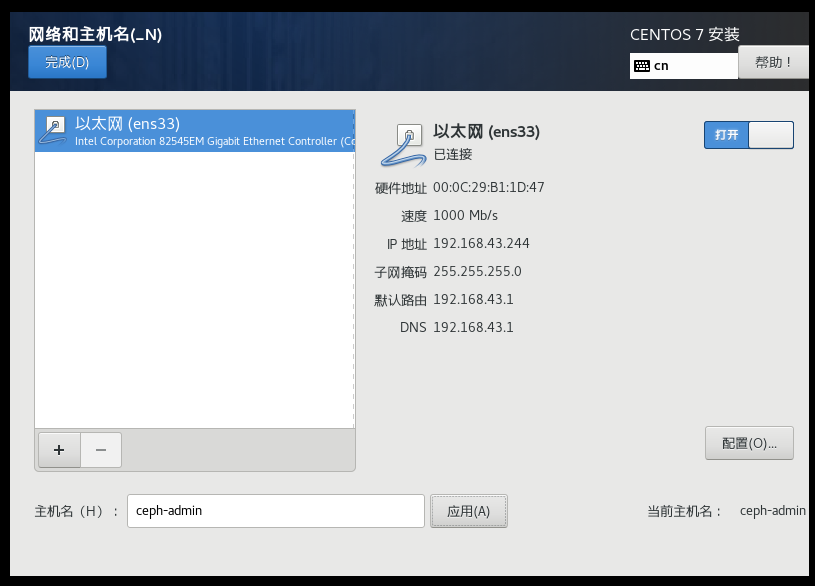 网络和主机名(_N)
CENTOS 7 安装
完成(D)
cn
帮助！
以太网 (ens33)
Intel Corporation 82545EM Gigabit Ethernet Controller (Co
以太网 (ens33)
已连接
打开
硬件地址 00:0C:29:B1:1D:47
速度 1000 Mb/s
IP 地址 192.168.43.244
子网掩码 255.255.255.0
默认路由 192.168.43.1
DNS 192.168.43.1
+ −
配置(O)...
主机名（H）： ceph-admin 应用(A) 当前主机名： ceph-admin